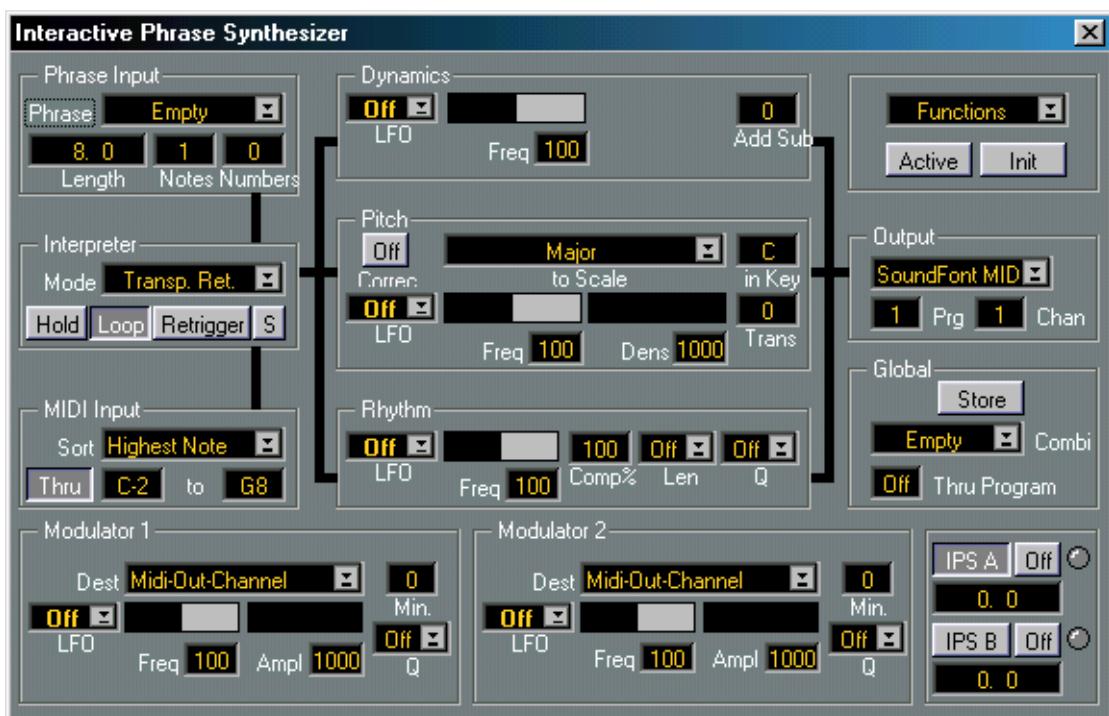 Interactive Phrase Synthesizer
Phrase Input
Phrase Empty
8. 0 1 0
Length Notes Numbers
Interpreter
Mode Transp. Ret.
Hold Loop Retrigger S
MIDI Input
Sort Highest Note
Thru C-2 to G8
Dynamics
Off 0
LFO Freq 100 Add Sub
Pitch
Off Major C
Correc to Scale in Key
Off 0
LFO Freq 100 Dens 1000 Trans
Rhythm
Off 100 Off Off
LFO Freq 100 Comp% Len Q
Functions
Active Init
Output
SoundFont MID
1 Prg 1 Chan
Global
Store
Empty Combi
Off Thru Program
Modulator 1
Dest Midi-Out-Channel 0
Off Min.
LFO Off
Freq 100 Ampl 1000 Q
Modulator 2
Dest Midi-Out-Channel 0
Off Min.
LFO Off
Freq 100 Ampl 1000 Q
IPS A Off
0. 0
IPS B Off
0. 0